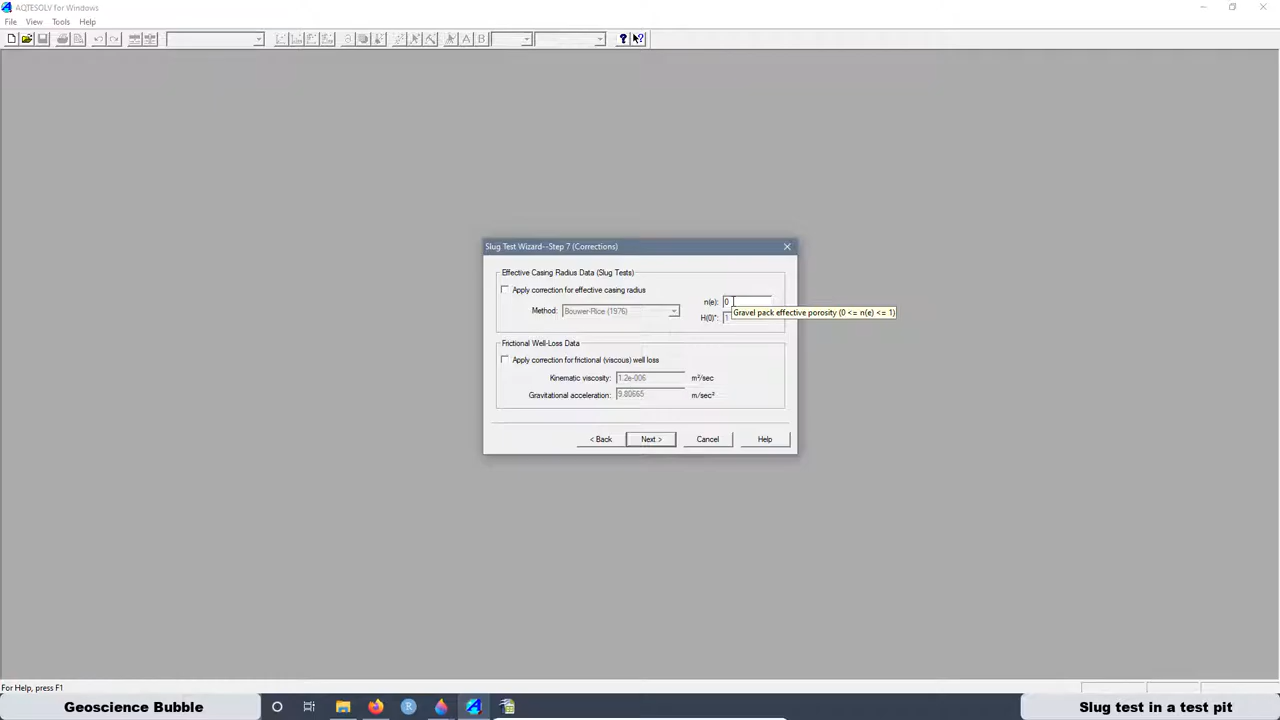 AQTESOLV for Windows
File View Tools Help
Slug Test Wizard--Step 7 (Corrections)
Effective Casing Radius Data (Slug Tests)
Apply correction for effective casing radius
n(e): 0
Method: Bouwer-Rice (1976)
Gravel pack effective porosity (0 <= n(e) <= 1)
H(0)*: 1
Frictional Well-Loss Data
Apply correction for frictional (viscous) well loss
Kinematic viscosity: 1.2e-006 m²/sec
Gravitational acceleration: 9.80665 m/sec²
< Back Next > Cancel Help
For Help, press F1
Geoscience Bubble
Slug test in a test pit